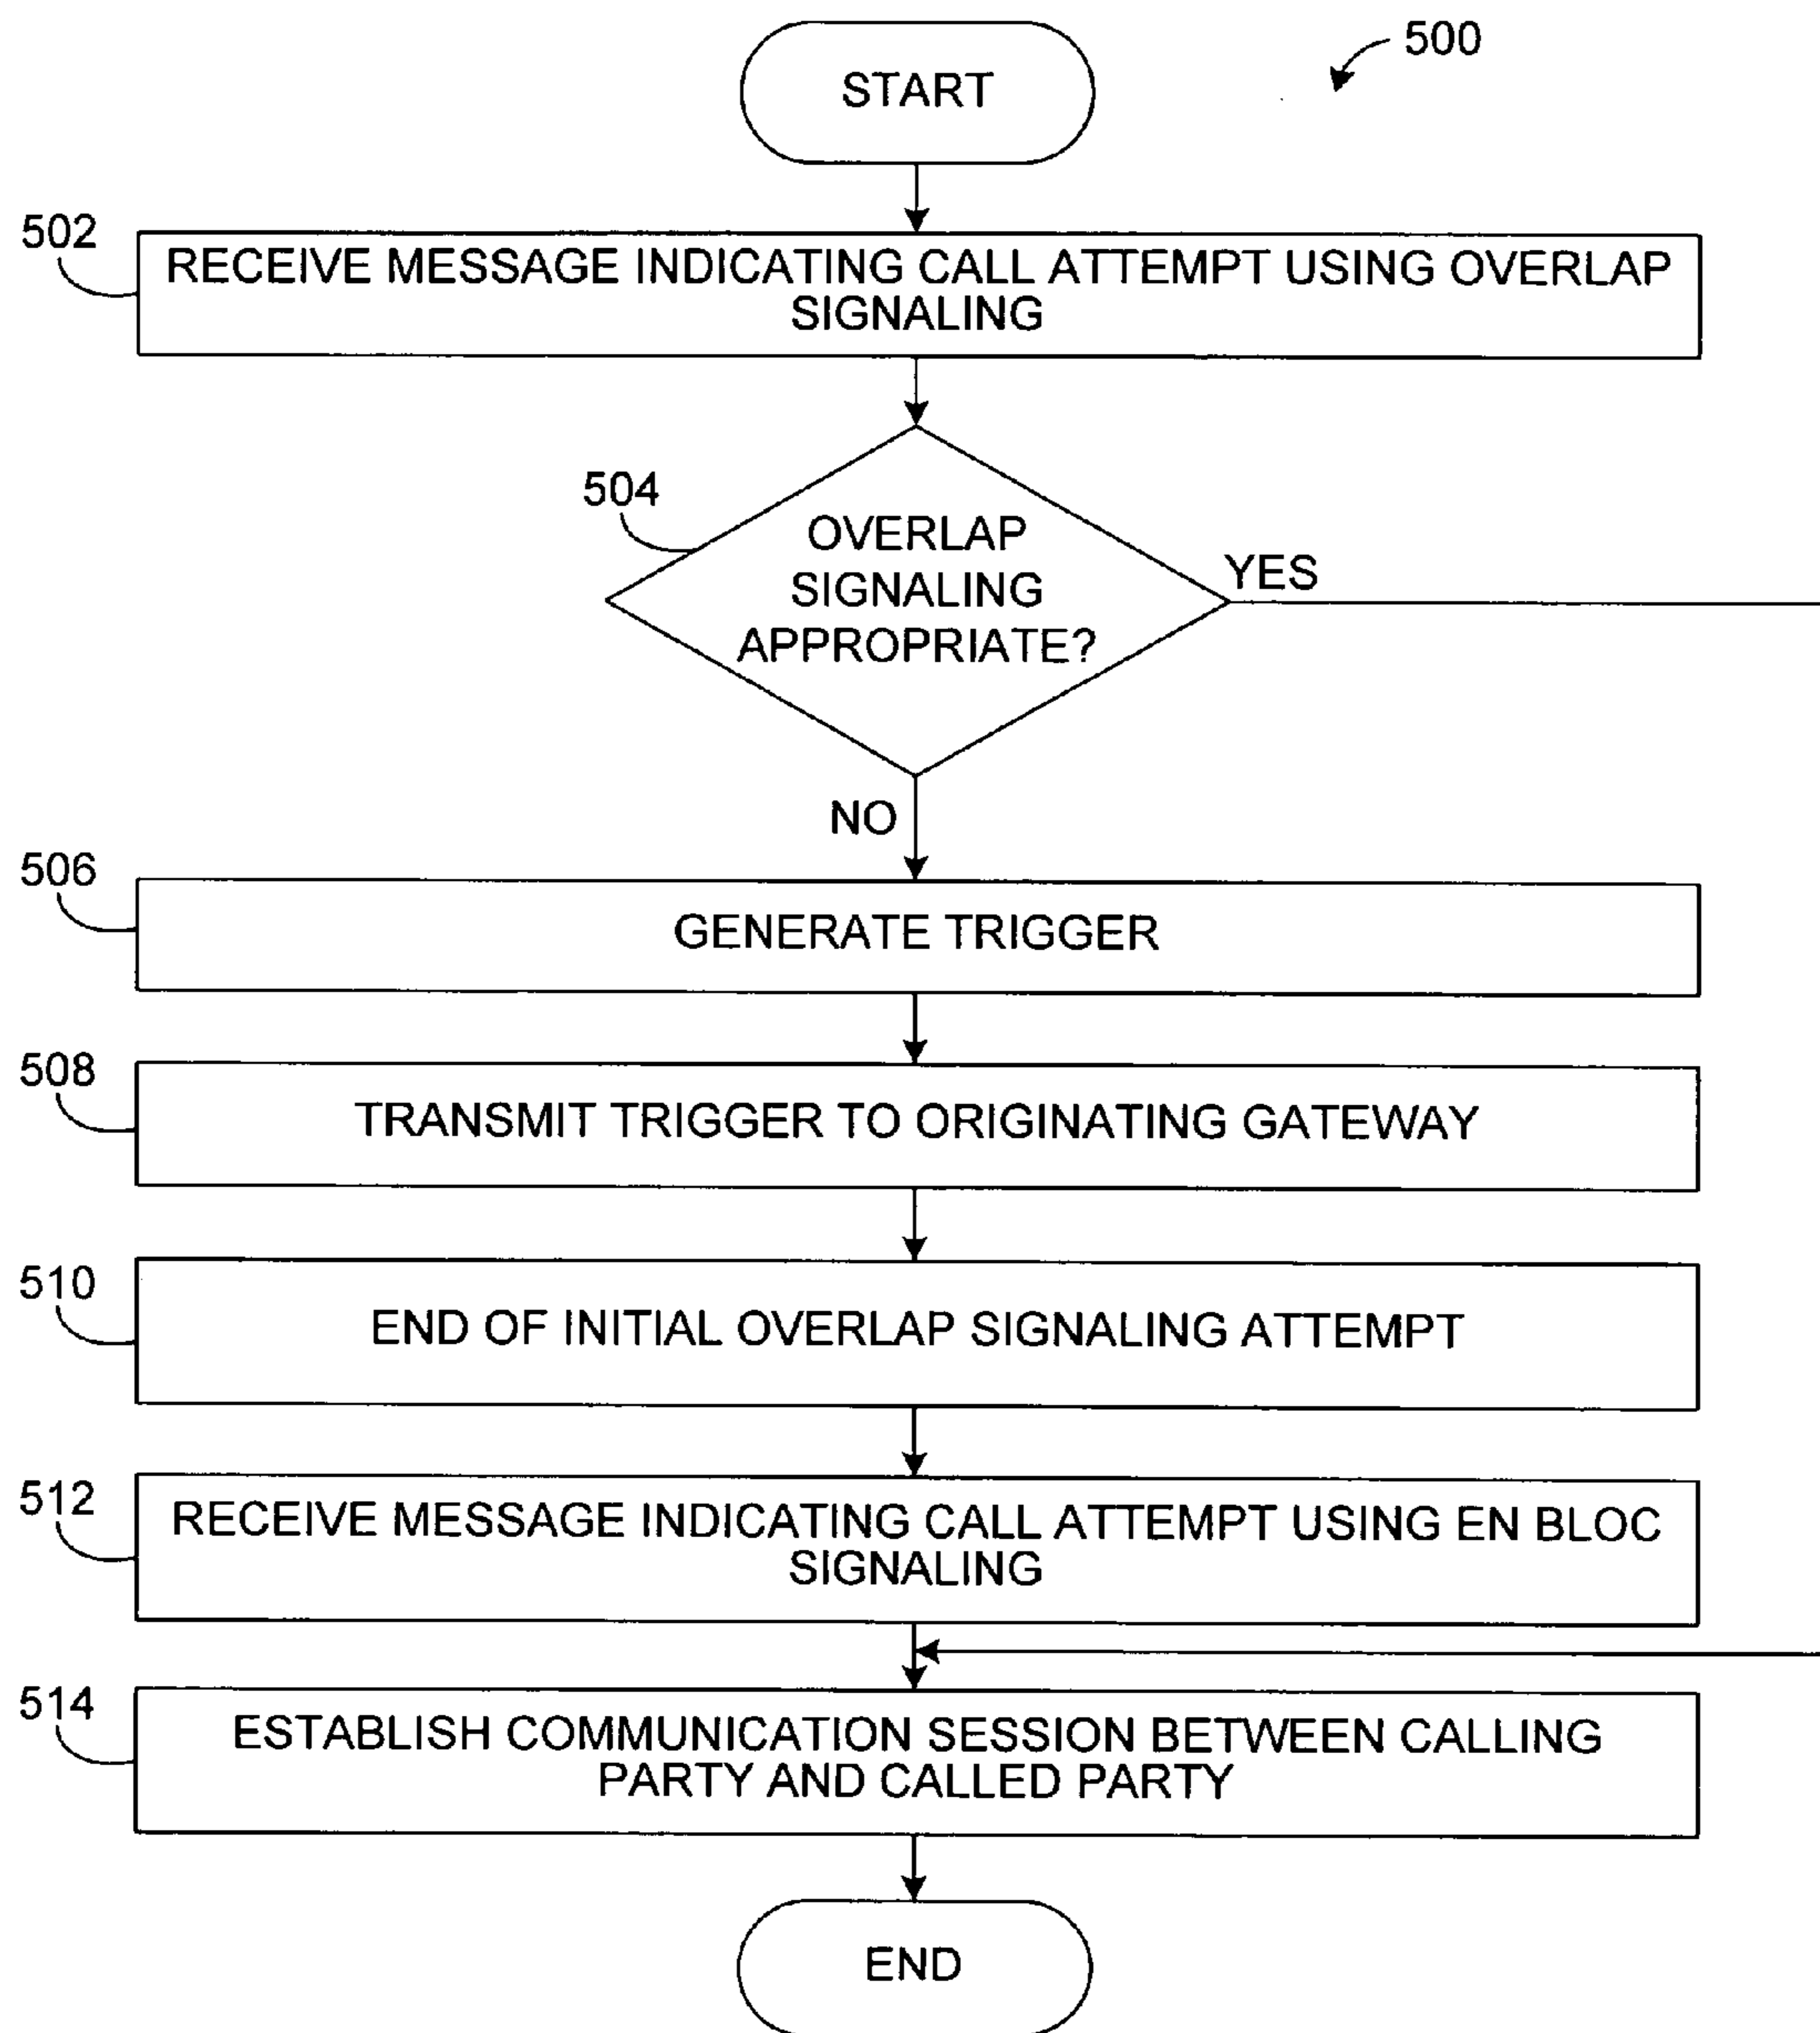 500
START
502
RECEIVE MESSAGE INDICATING CALL ATTEMPT USING OVERLAP
SIGNALING
504
OVERLAP
SIGNALING
APPROPRIATE?
YES
NO
506
GENERATE TRIGGER
508
TRANSMIT TRIGGER TO ORIGINATING GATEWAY
510
END OF INITIAL OVERLAP SIGNALING ATTEMPT
512
RECEIVE MESSAGE INDICATING CALL ATTEMPT USING EN BLOC
SIGNALING
514
ESTABLISH COMMUNICATION SESSION BETWEEN CALLING
PARTY AND CALLED PARTY
END